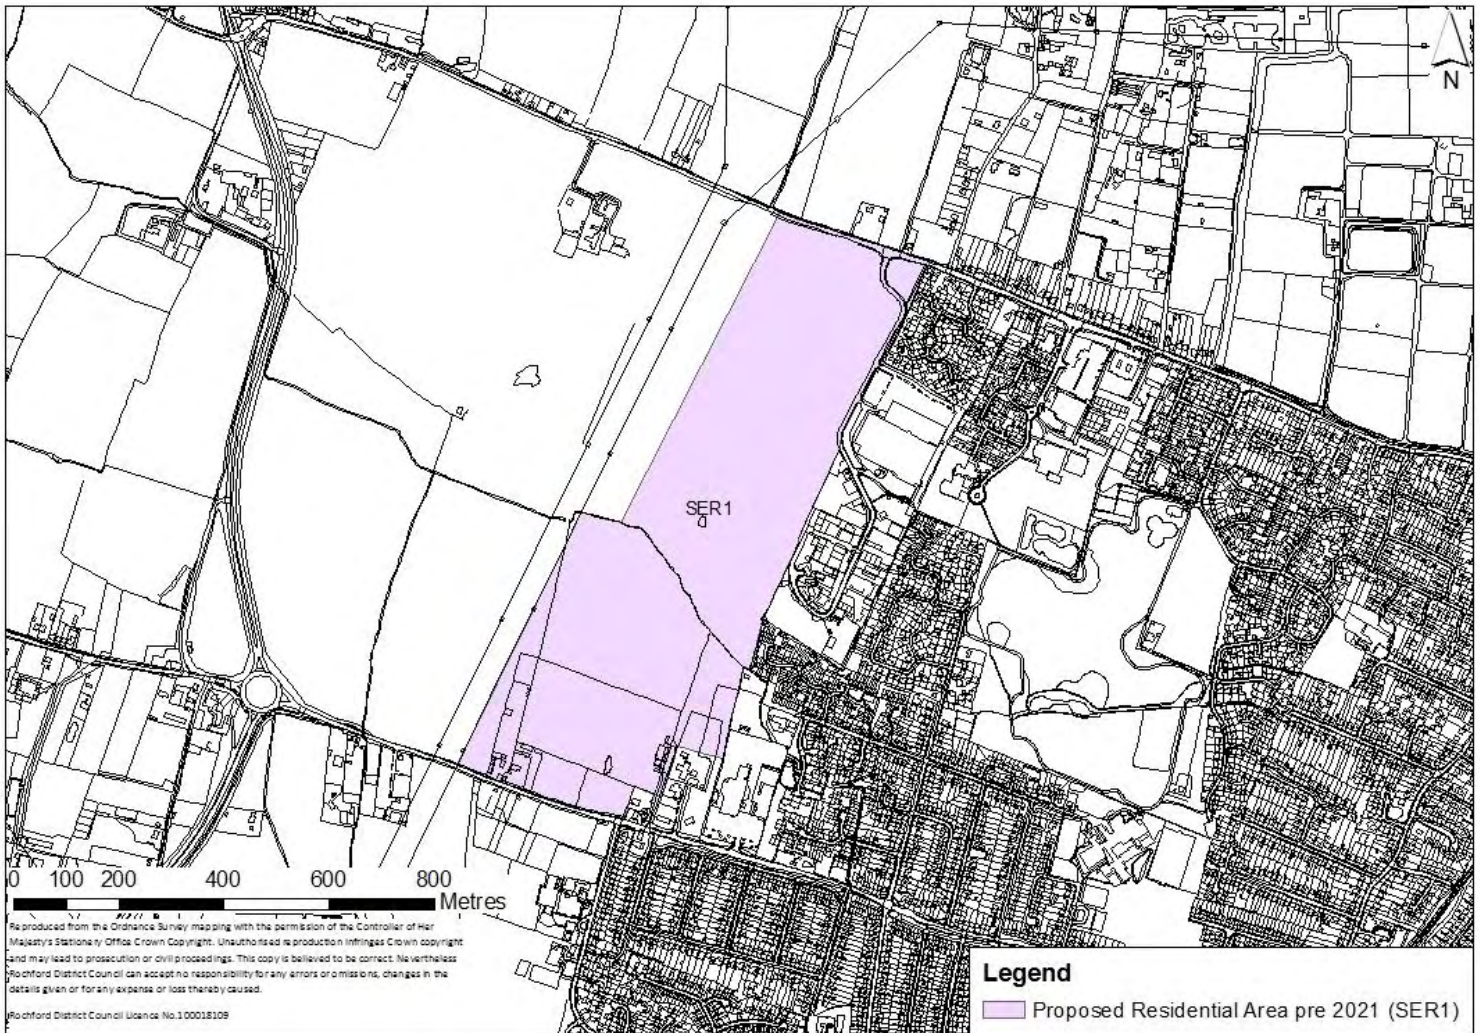 N
SER1
0 100 200 400 600 800
Metres
Reproduced from the Ordnance Survey mapping with the permission of the Controller of Her
Majesty's Stationery Office Crown Copyright. Unauthorised reproduction infringes Crown copyright
and may lead to prosecution or civil proceedings. This copy is believed to be correct. Nevertheless
Rochford District Council can accept no responsibility for any errors or omissions, changes in the
details given or for any expense or loss thereby caused.
Rochford District Council Licence No.100018109
Legend
Proposed Residential Area pre 2021 (SER1)